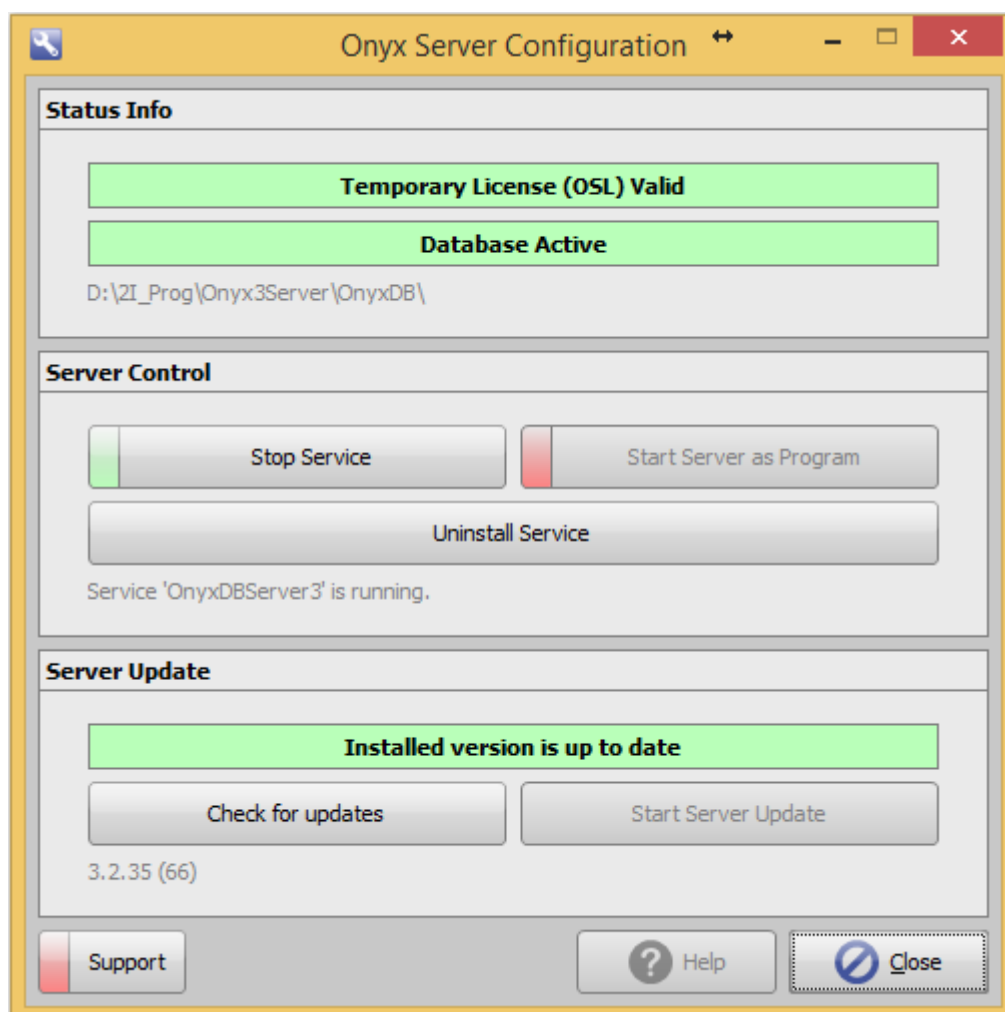 Onyx Server Configuration
Status Info
Temporary License (OSL) Valid
Database Active
D:\2I_Prog\Onyx3Server\OnyxDB\
Server Control
Stop Service
Start Server as Program
Uninstall Service
Service 'OnyxDBServer3' is running.
Server Update
Installed version is up to date
Check for updates
Start Server Update
3.2.35 (66)
Support
Help
Close